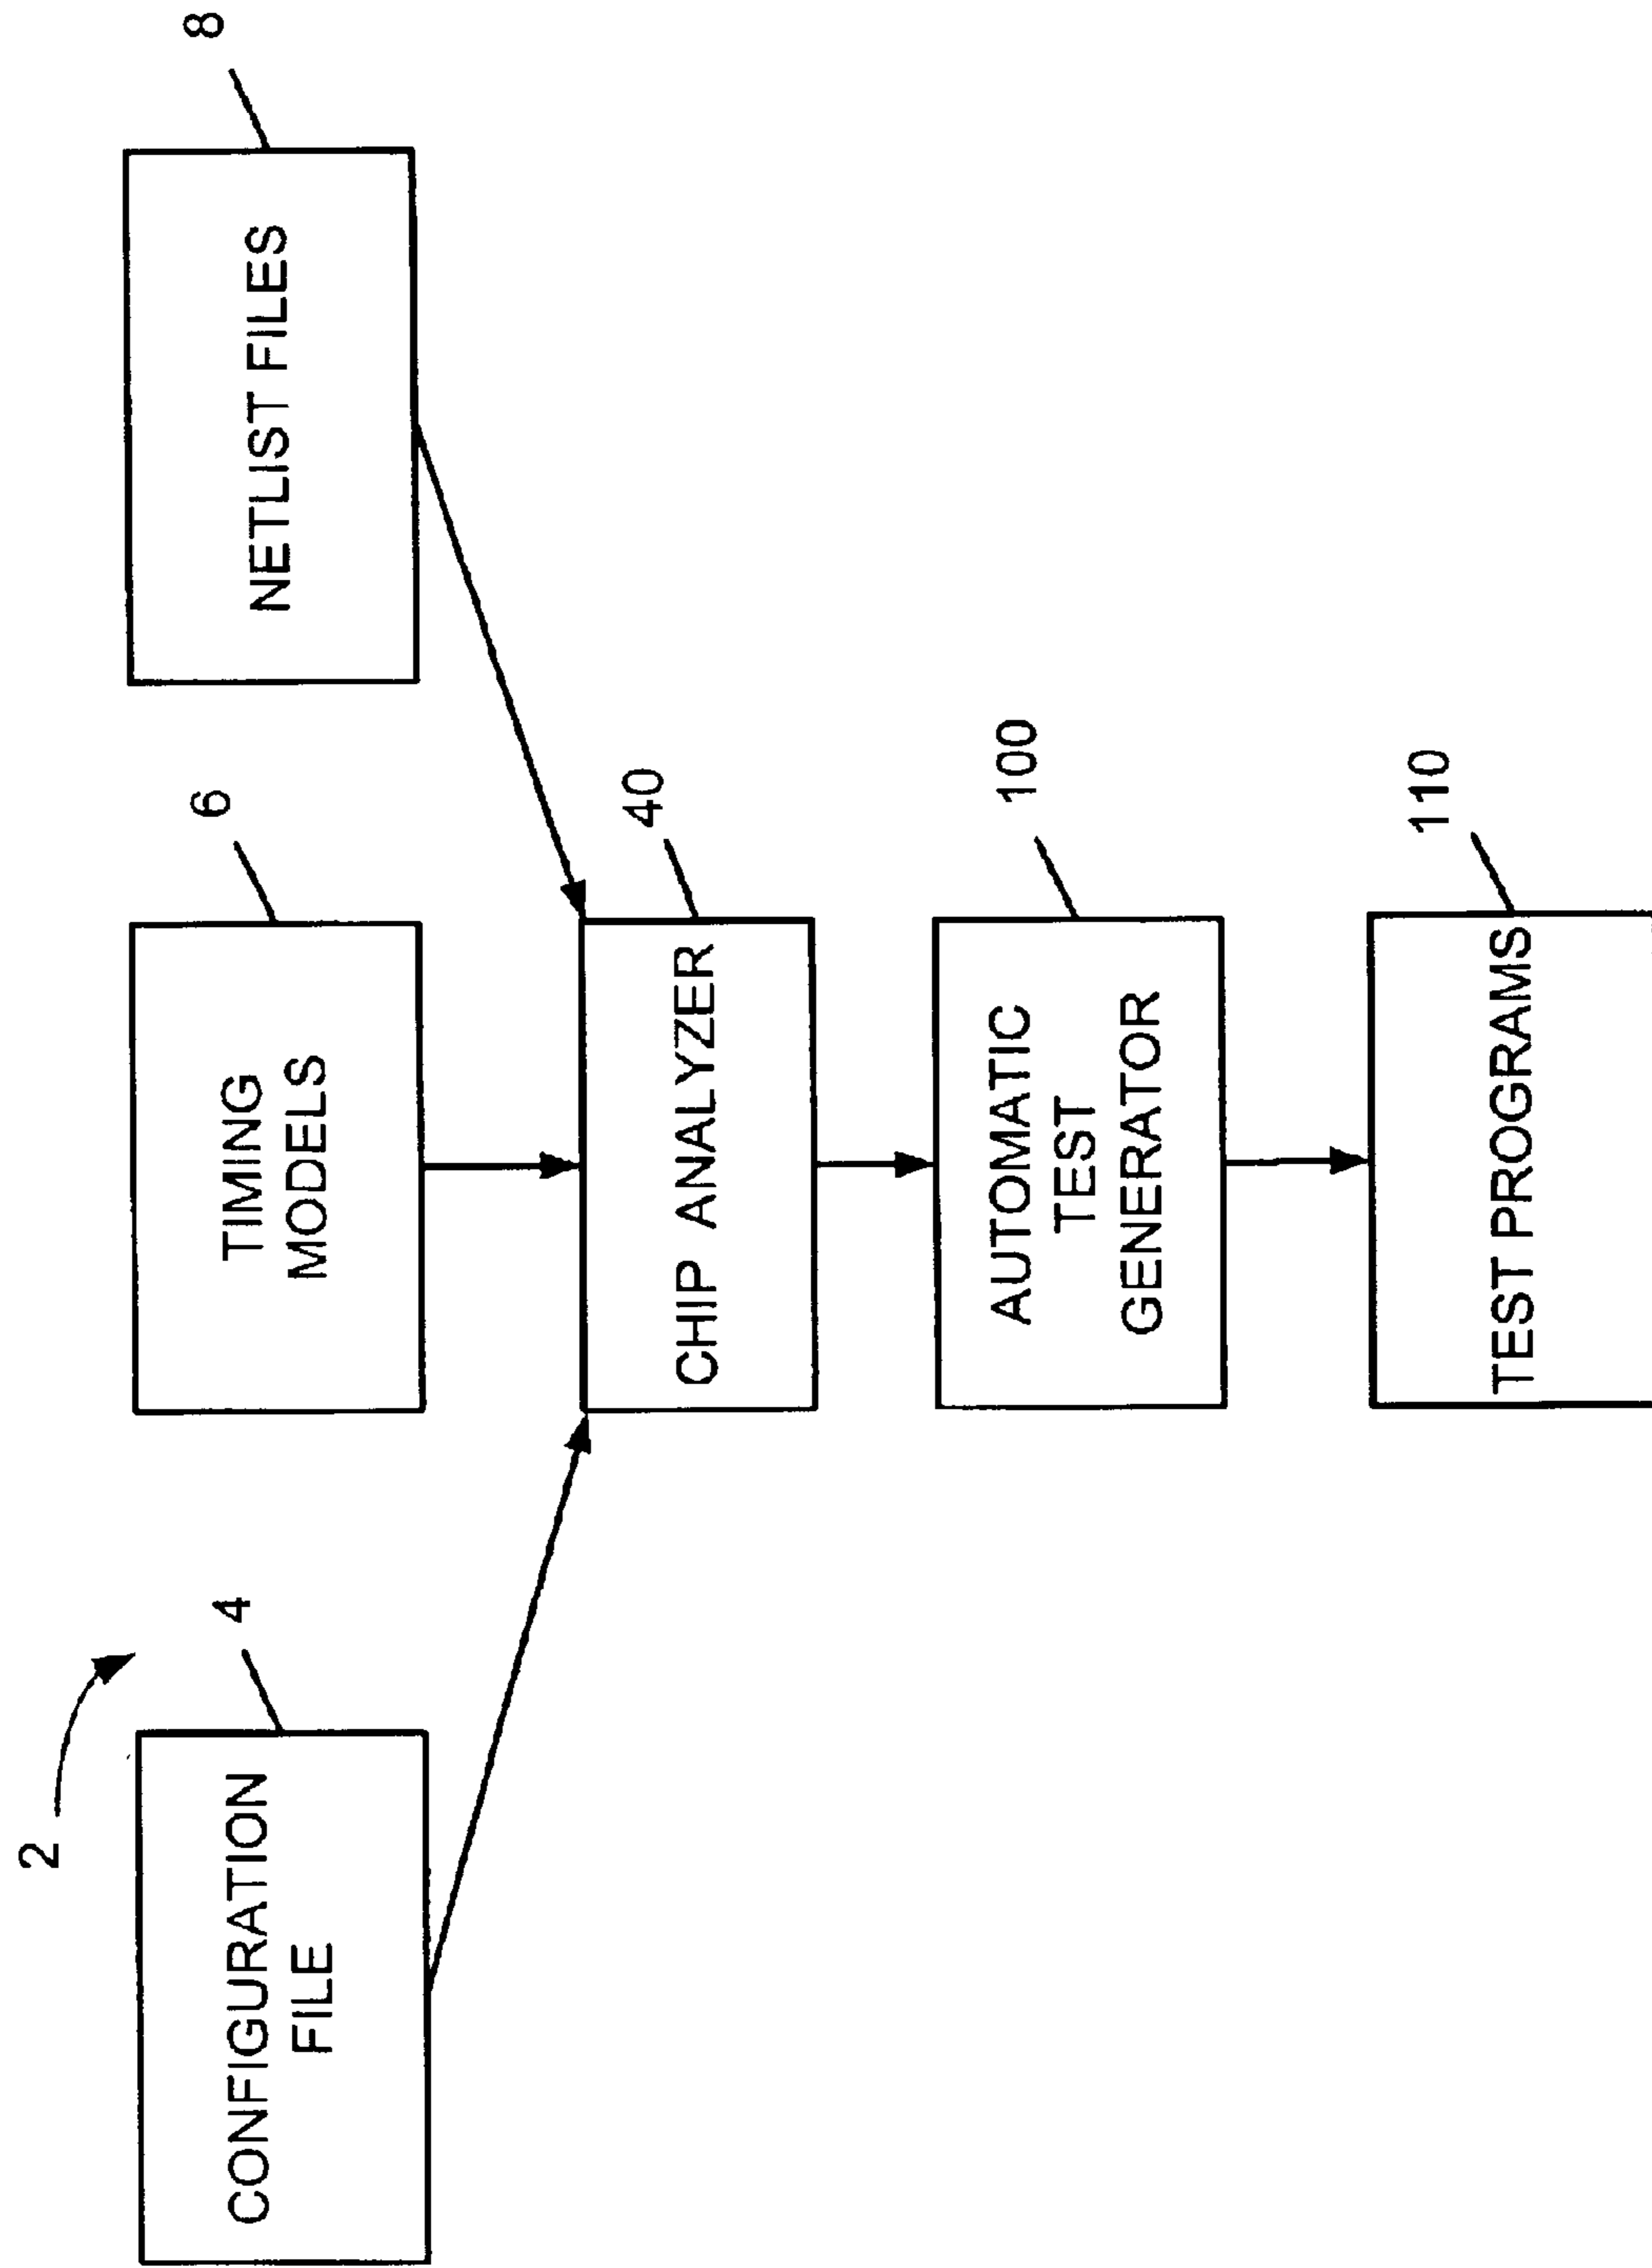 2
4
CONFIGURATION
FILE
6
TIMING
MODELS
8
NETLIST FILES
40
CHIP ANALYZER
100
AUTOMATIC
TEST
GENERATOR
110
TEST PROGRAMS